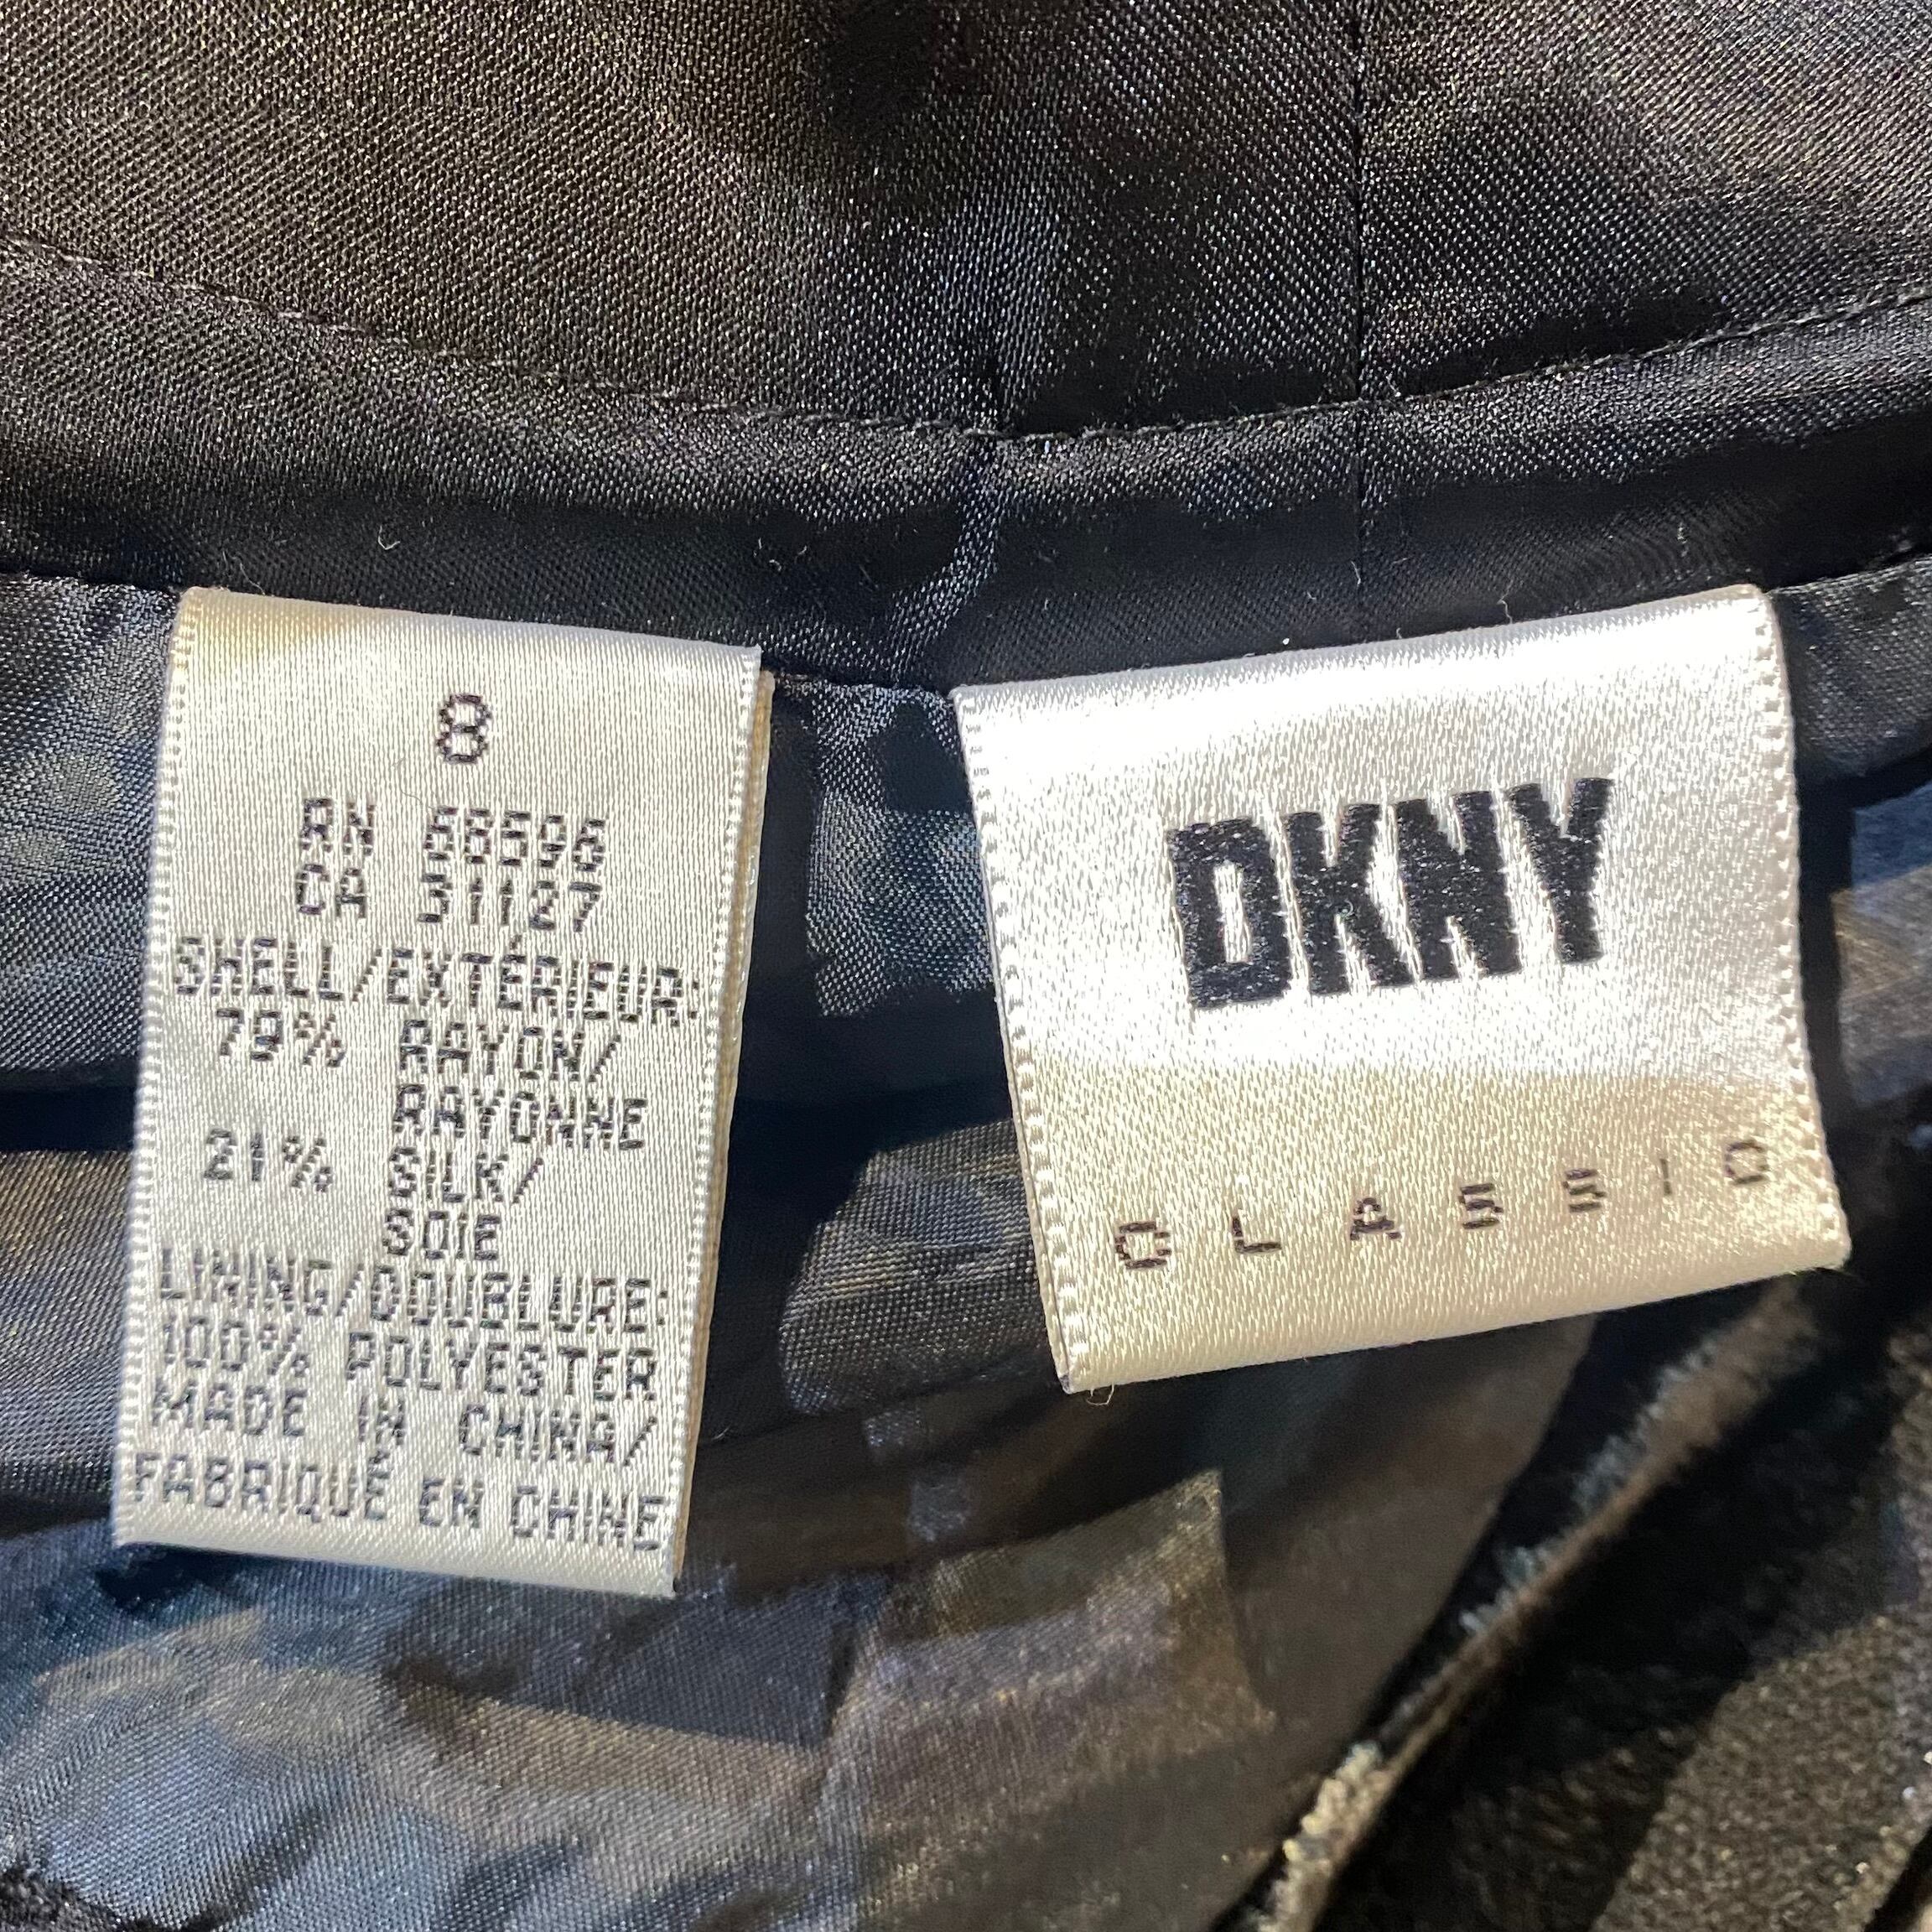 8
RN 68596
CA 31127
SHELL/EXTÉRIEUR:
79% RAYON/
RAYONNE
21% SILK/
SOIE
LINING/DOUBLURE:
100% POLYESTER
MADE IN CHINA/
FABRIQUÉ EN CHINE
DKNY
CLASSIC